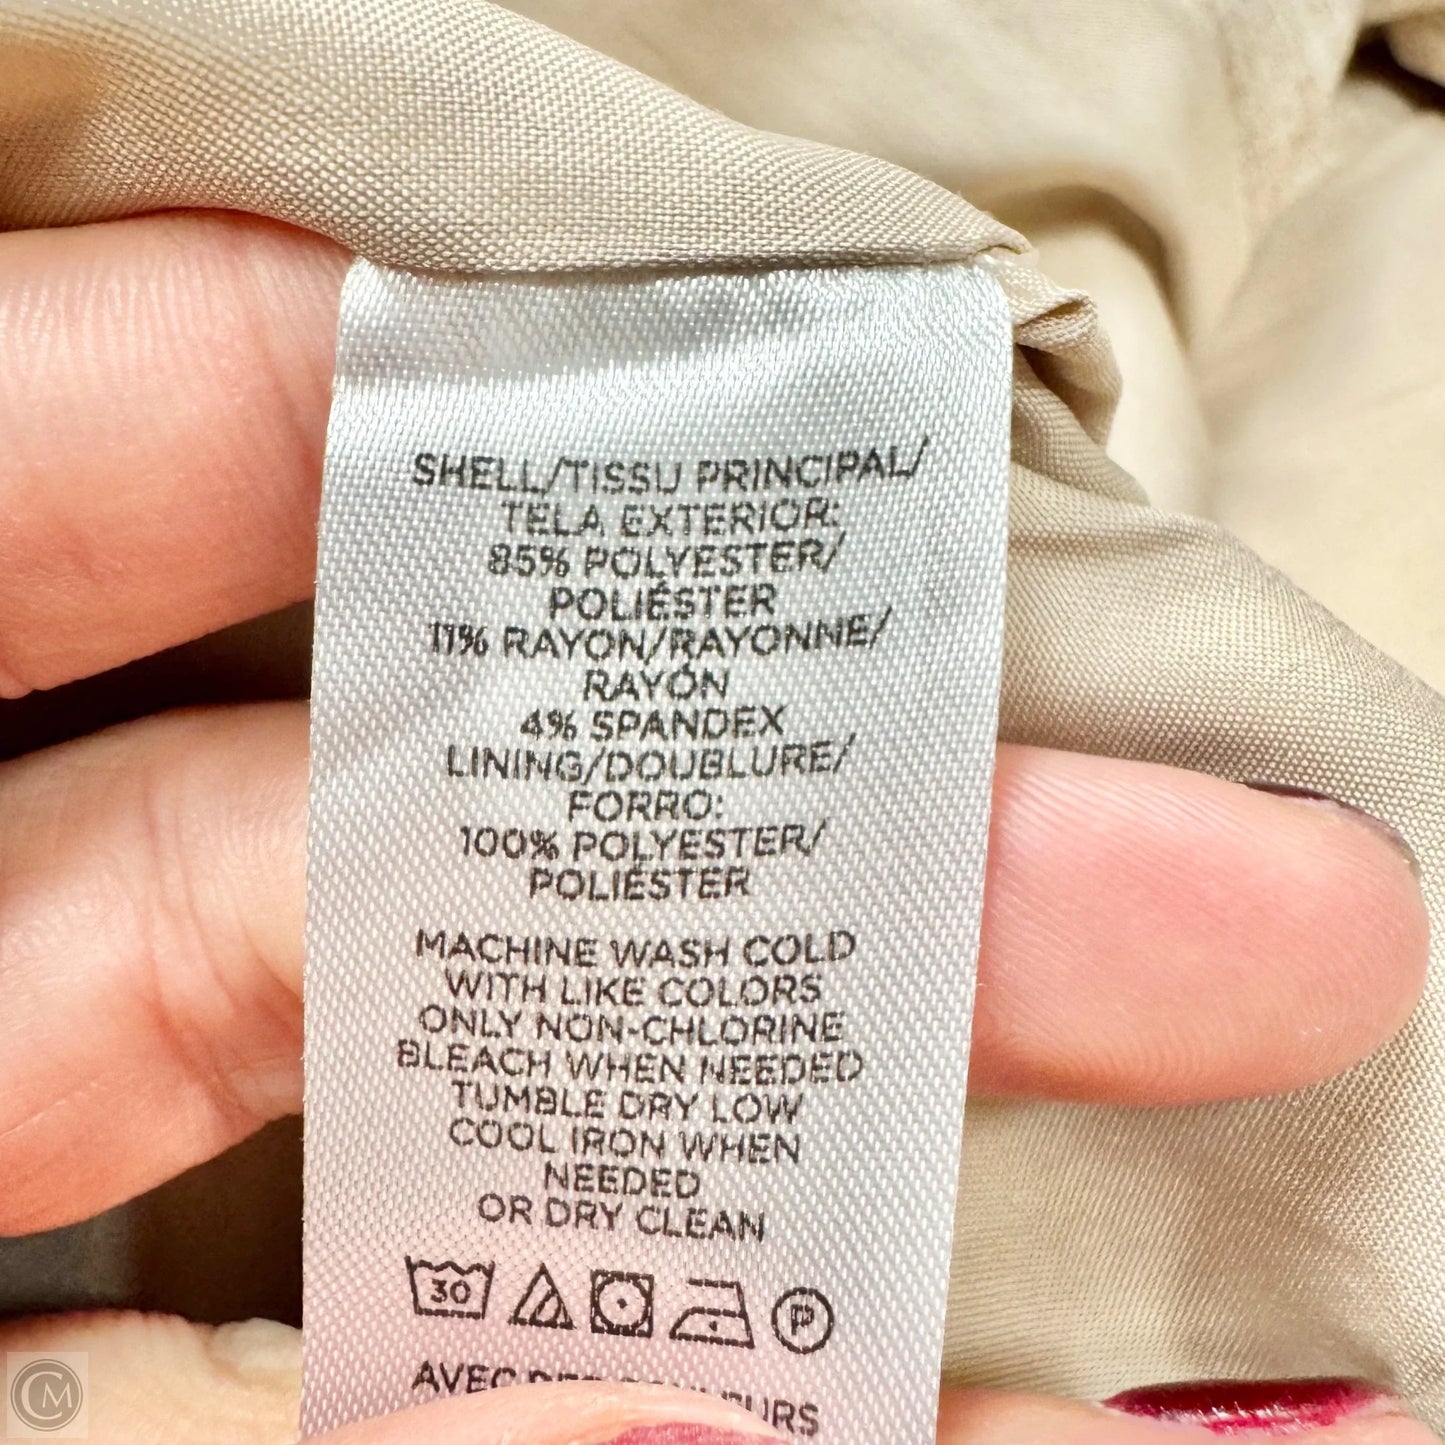 SHELL/TISSU PRINCIPAL/
TELA EXTERIOR:
85% POLYESTER/
POLIÉSTER
11% RAYON/RAYONNE/
RAYÓN
4% SPANDEX
LINING/DOUBLURE/
FORRO:
100% POLYESTER/
POLIÉSTER
MACHINE WASH COLD
WITH LIKE COLORS
ONLY NON-CHLORINE
BLEACH WHEN NEEDED
TUMBLE DRY LOW
COOL IRON WHEN
NEEDED
OR DRY CLEAN
30 P
AVEC
CM